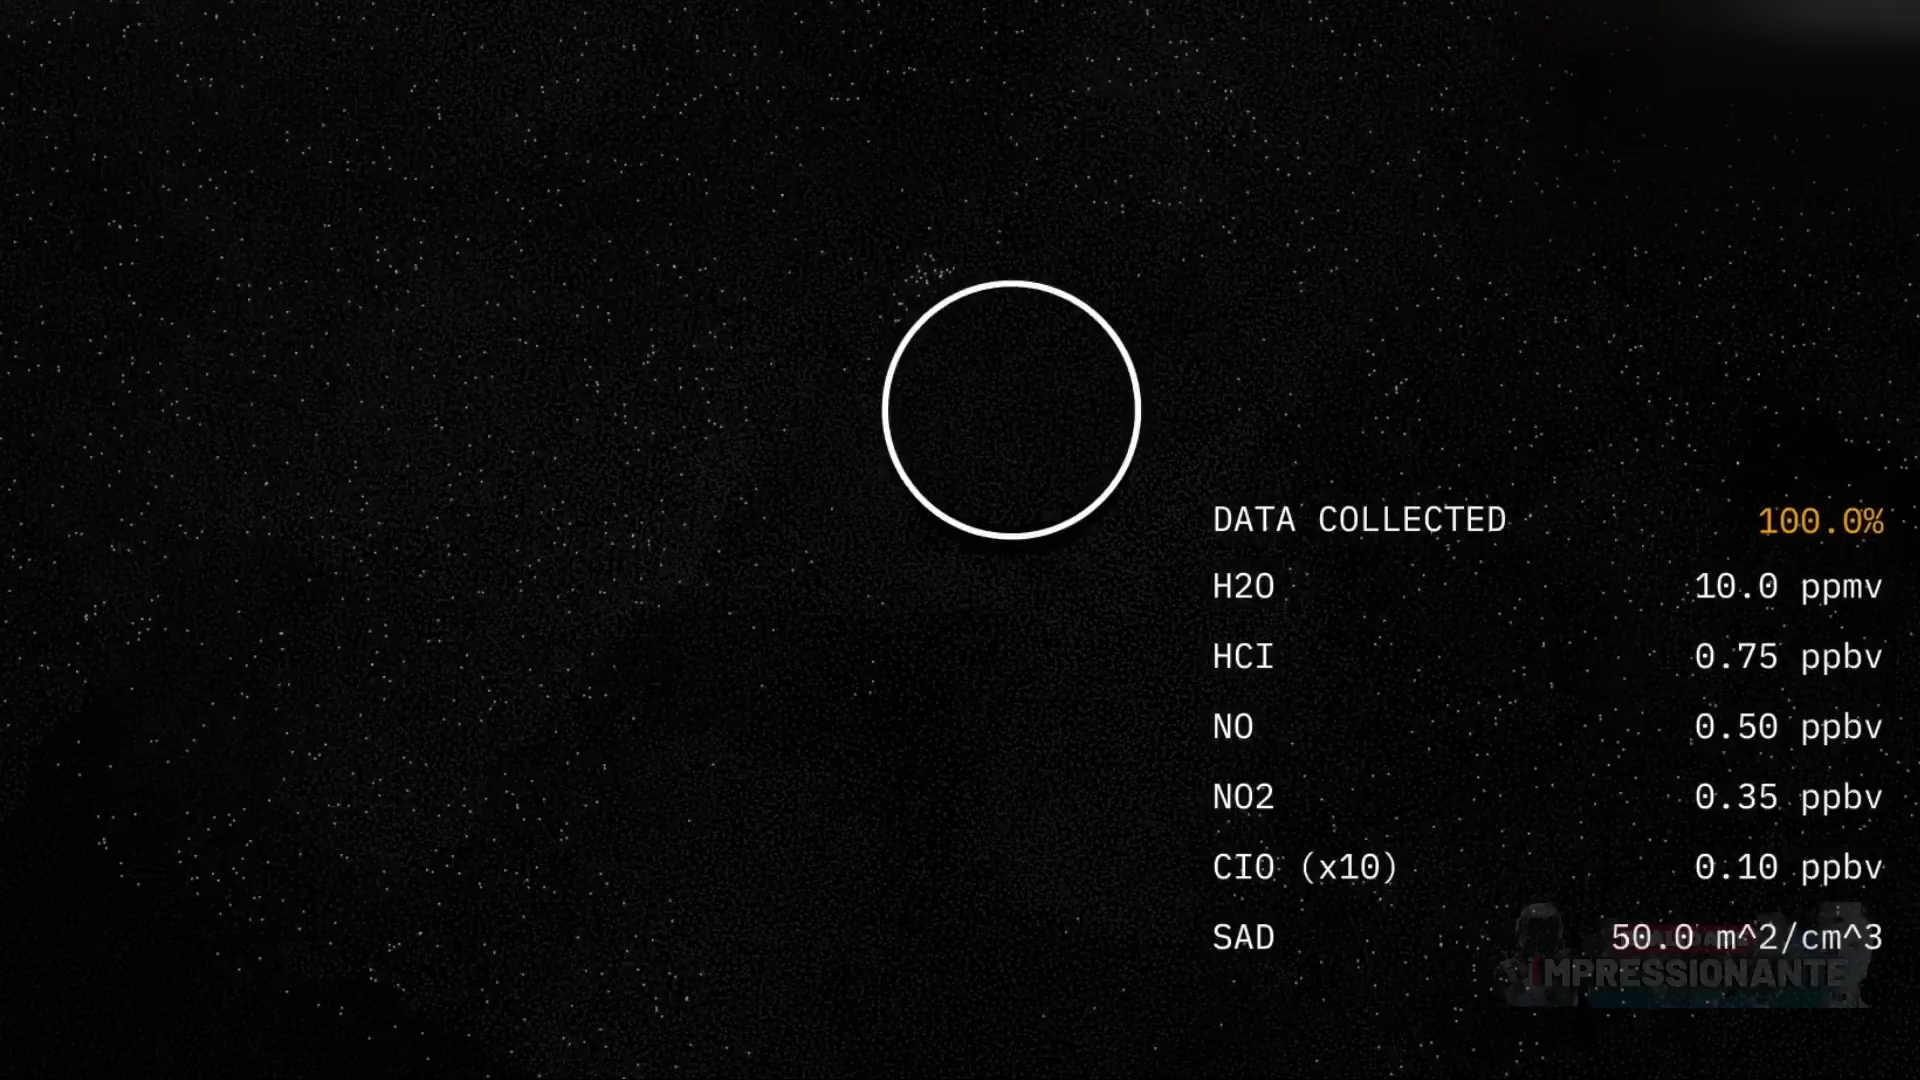 DATA COLLECTED 100.0%
H2O 10.0 ppmv
HCI 0.75 ppbv
NO 0.50 ppbv
NO2 0.35 ppbv
CIO (x10) 0.10 ppbv
SAD 50.0 m^2/cm^3
IMPRESSIONANTE